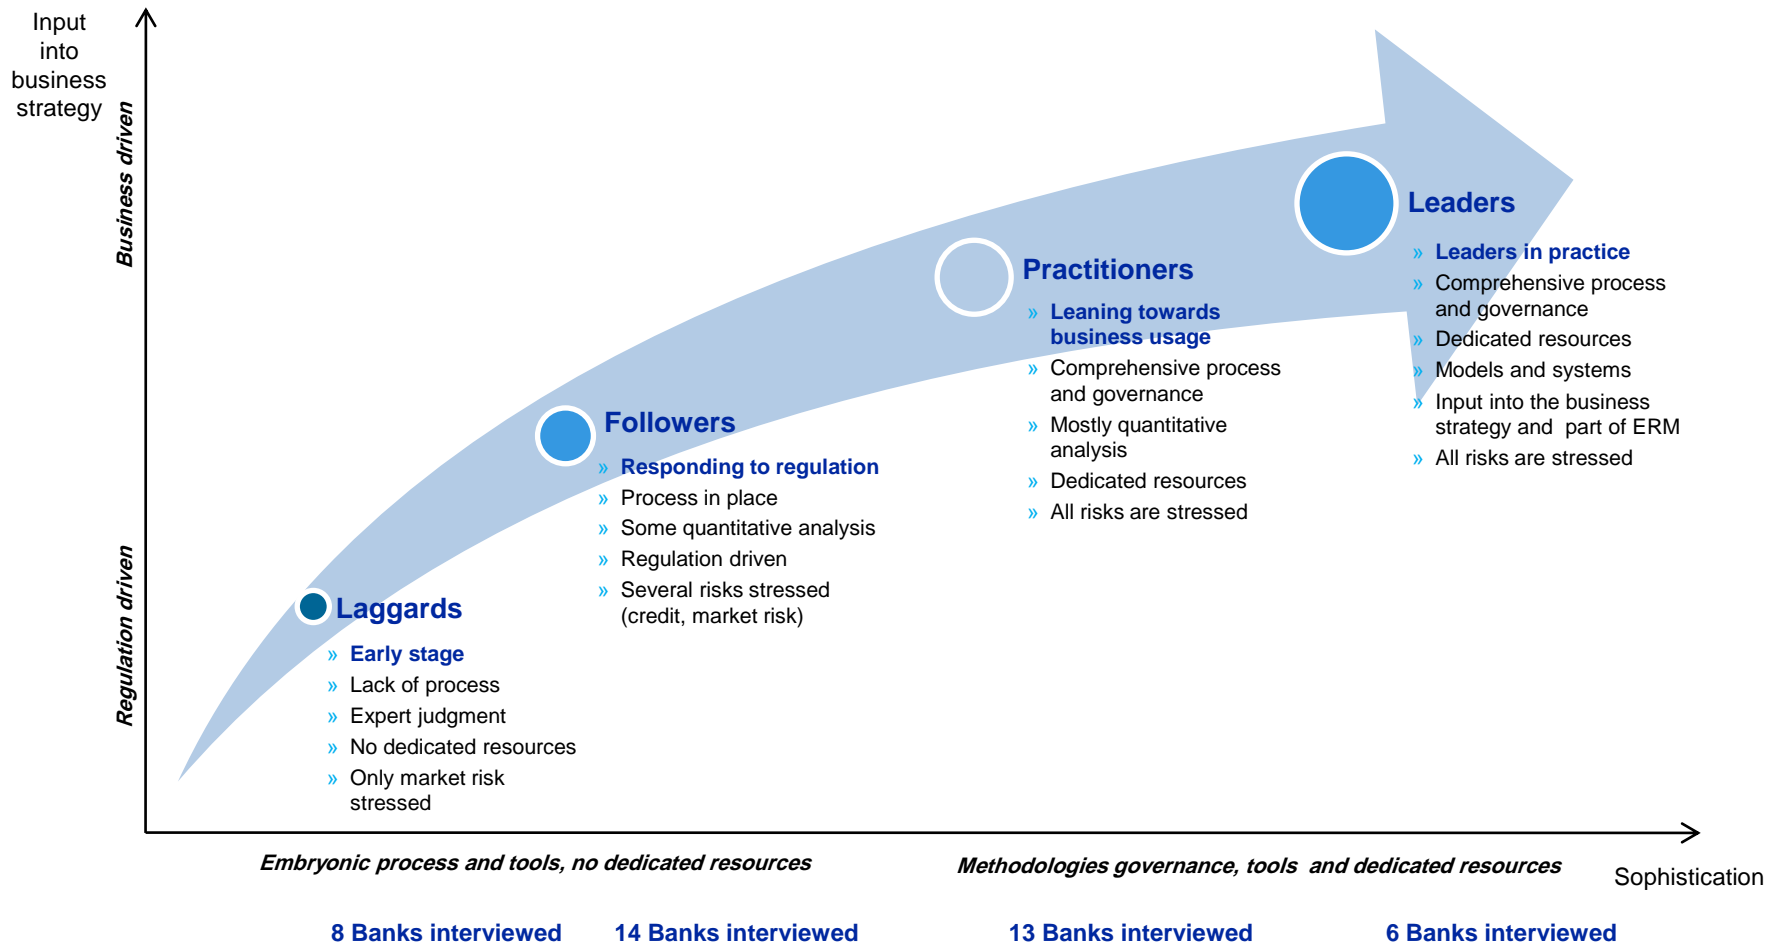 Input
into
business
strategy
Business driven
Regulation driven
Leaders
» Leaders in practice
» Comprehensive process
and governance
» Dedicated resources
» Models and systems
» Input into the business
strategy and  part of ERM
» All risks are stressed
Practitioners
» Leaning towards
business usage
» Comprehensive process
and governance
» Mostly quantitative
analysis
» Dedicated resources
» All risks are stressed
Followers
» Responding to regulation
» Process in place
» Some quantitative analysis
» Regulation driven
» Several risks stressed
(credit, market risk)
Laggards
» Early stage
» Lack of process
» Expert judgment
» No dedicated resources
» Only market risk
stressed
Embryonic process and tools, no dedicated resources
Methodologies governance, tools  and dedicated resources
Sophistication
8 Banks interviewed
14 Banks interviewed
13 Banks interviewed
6 Banks interviewed